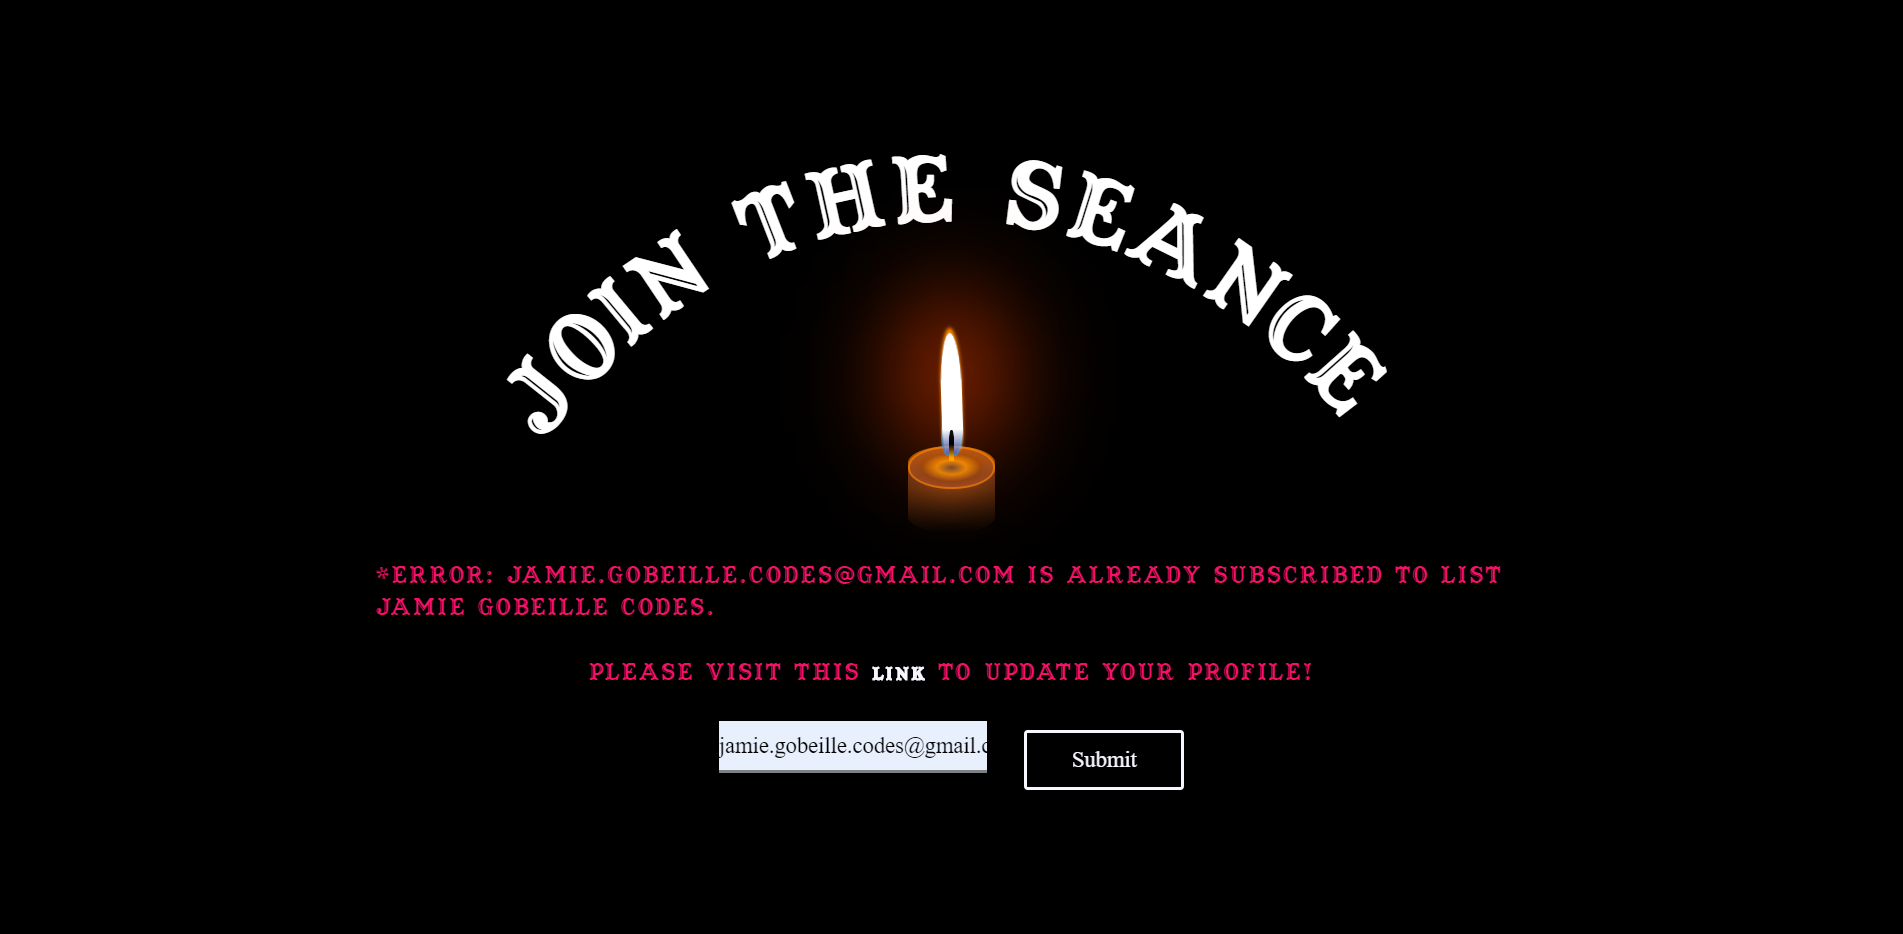 JOIN THE SEANCE
*ERROR: JAMIE.GOBEILLE.CODES@GMAIL.COM IS ALREADY SUBSCRIBED TO LIST
JAMIE GOBEILLE CODES.
PLEASE VISIT THIS LINK TO UPDATE YOUR PROFILE!
jamie.gobeille.codes@gmail.c
Submit